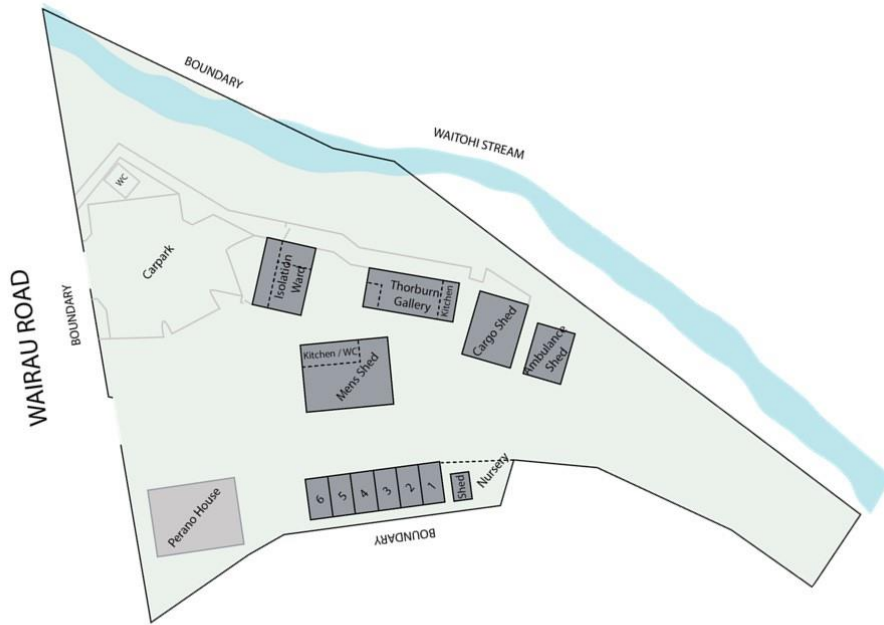 BOUNDARY
WAITOHI STREAM
WC
Carpark
WAIRAU ROAD
BOUNDARY
Isolation
Ward
Thorburn
Gallery
Kitchen
Cargo Shed
Ambulance
Shed
Kitchen / WC
Mens Shed
Perano House
6
5
4
3
2
1
Shed
Nursery
BOUNDARY